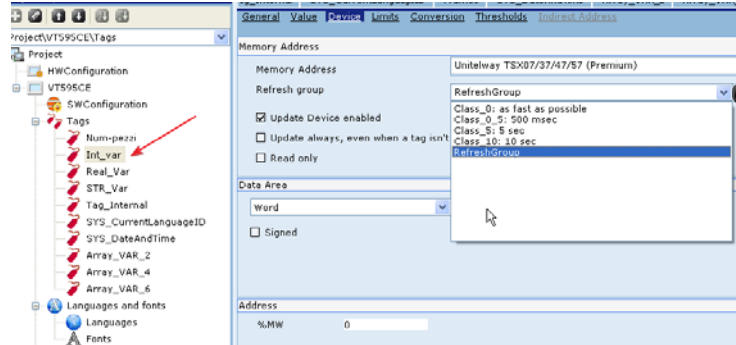 Project\VT595CE\Tags
Project
HWConfiguration
VT595CE
SWConfiguration
Tags
Num-pezzi
Int_var
Real_Var
STR_Var
Tag_Internal
SYS_CurrentLanguageID
SYS_DateAndTime
Array_VAR_2
Array_VAR_4
Array_VAR_6
Languages and fonts
Languages
Fonts
General Value Device Limits Conversion Thresholds Indirect Address
Memory Address
Memory Address Unitelway TSX07/37/47/57 (Premium)
Refresh group RefreshGroup
Class_0: as fast as possible
Class_0_5: 500 msec
Class_5: 5 sec
Class_10: 10 sec
RefreshGroup
Update Device enabled
Update always, even when a tag isn't
Read only
Data Area
Word
Signed
Address
%MW 0